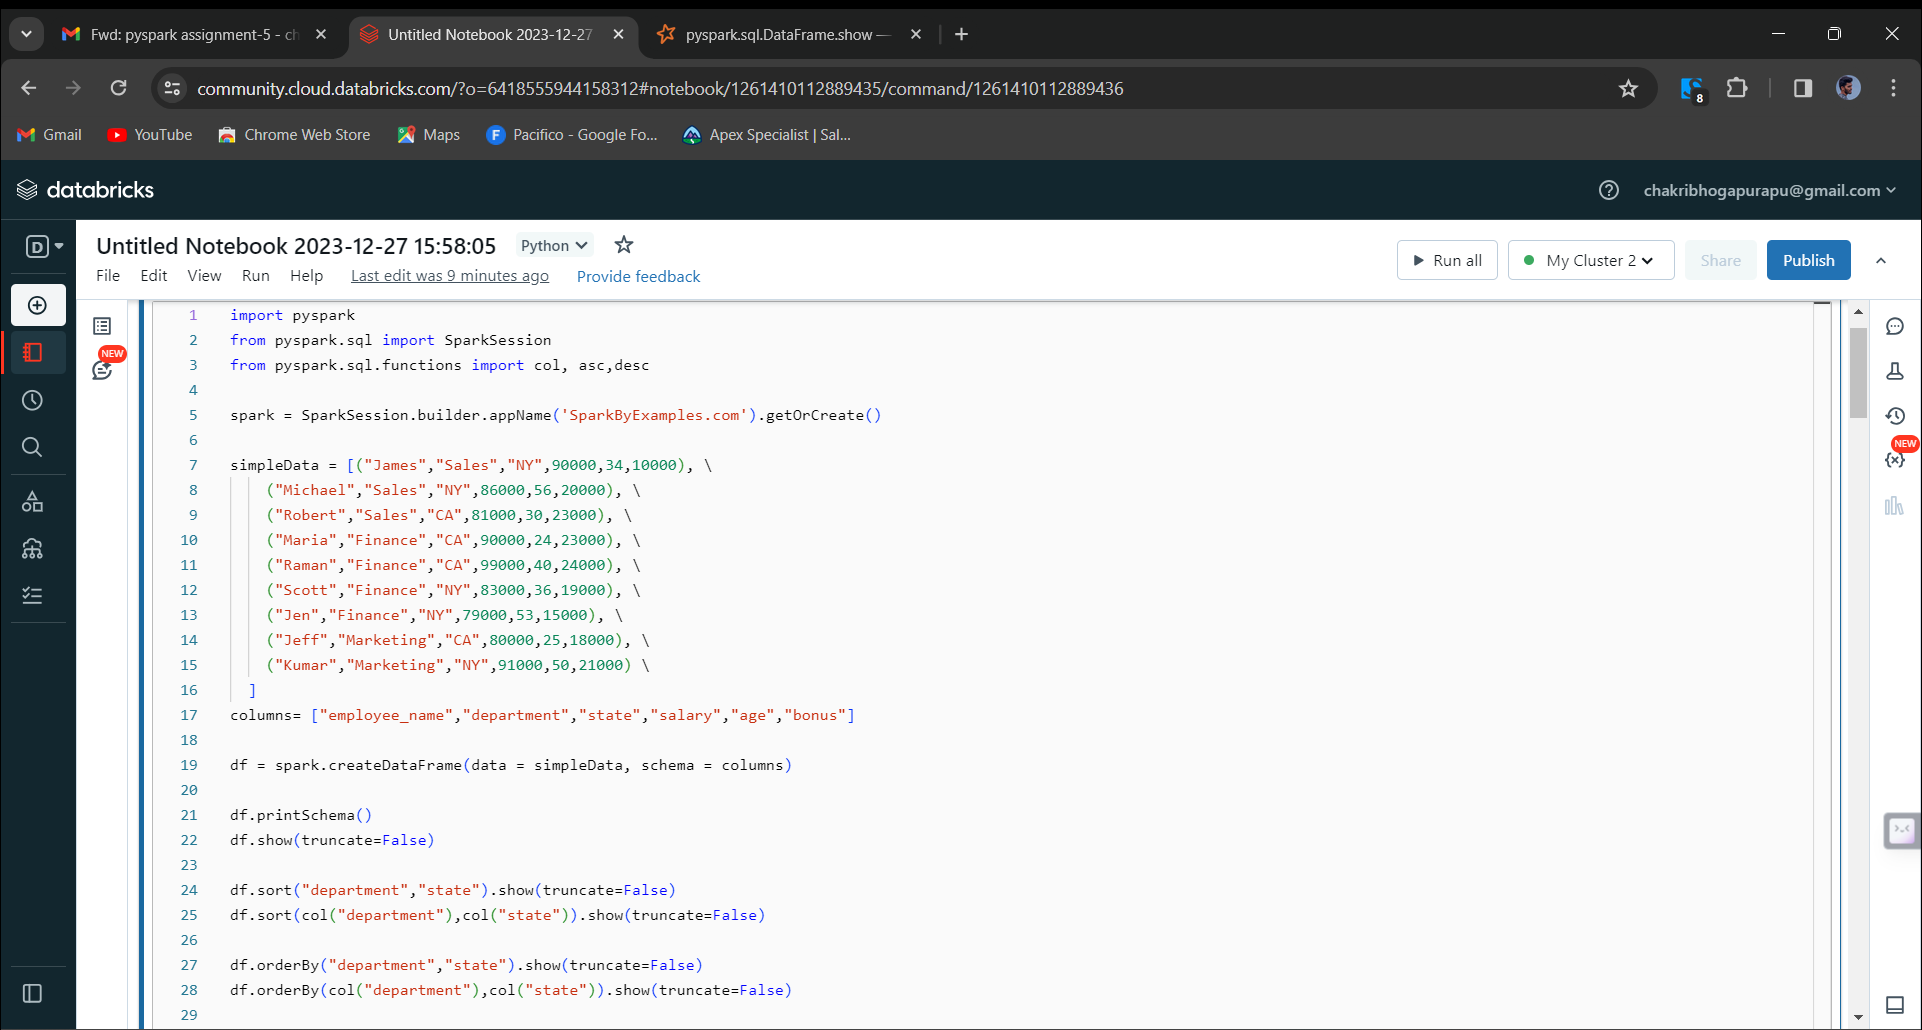 Fwd: pyspark assignment-5 - ch
Untitled Notebook 2023-12-27
pyspark.sql.DataFrame.show —
community.cloud.databricks.com/?o=6418555944158312#notebook/1261410112889435/command/1261410112889436
8
Gmail YouTube Chrome Web Store Maps Pacifico - Google Fo... Apex Specialist | Sal...
databricks
chakribhogapurapu@gmail.com
D
Untitled Notebook 2023-12-27 15:58:05 Python
File Edit View Run Help Last edit was 9 minutes ago Provide feedback
Run all My Cluster 2 Share Publish
NEW
NEW
1 import pyspark
2 from pyspark.sql import SparkSession
3 from pyspark.sql.functions import col, asc,desc
4
5 spark = SparkSession.builder.appName('SparkByExamples.com').getOrCreate()
6
7 simpleData = [("James","Sales","NY",90000,34,10000), \
8 ("Michael","Sales","NY",86000,56,20000), \
9 ("Robert","Sales","CA",81000,30,23000), \
10 ("Maria","Finance","CA",90000,24,23000), \
11 ("Raman","Finance","CA",99000,40,24000), \
12 ("Scott","Finance","NY",83000,36,19000), \
13 ("Jen","Finance","NY",79000,53,15000), \
14 ("Jeff","Marketing","CA",80000,25,18000), \
15 ("Kumar","Marketing","NY",91000,50,21000) \
16 ]
17 columns= ["employee_name","department","state","salary","age","bonus"]
18
19 df = spark.createDataFrame(data = simpleData, schema = columns)
20
21 df.printSchema()
22 df.show(truncate=False)
23
24 df.sort("department","state").show(truncate=False)
25 df.sort(col("department"),col("state")).show(truncate=False)
26
27 df.orderBy("department","state").show(truncate=False)
28 df.orderBy(col("department"),col("state")).show(truncate=False)
29